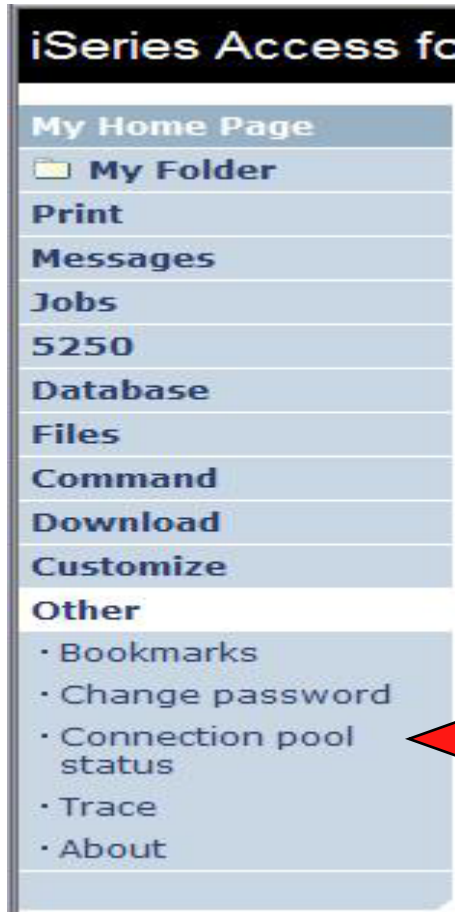 iSeries Access fo
My Home Page
My Folder
Print
Messages
Jobs
5250
Database
Files
Command
Download
Customize
Other
· Bookmarks
· Change password
· Connection pool
status
· Trace
· About